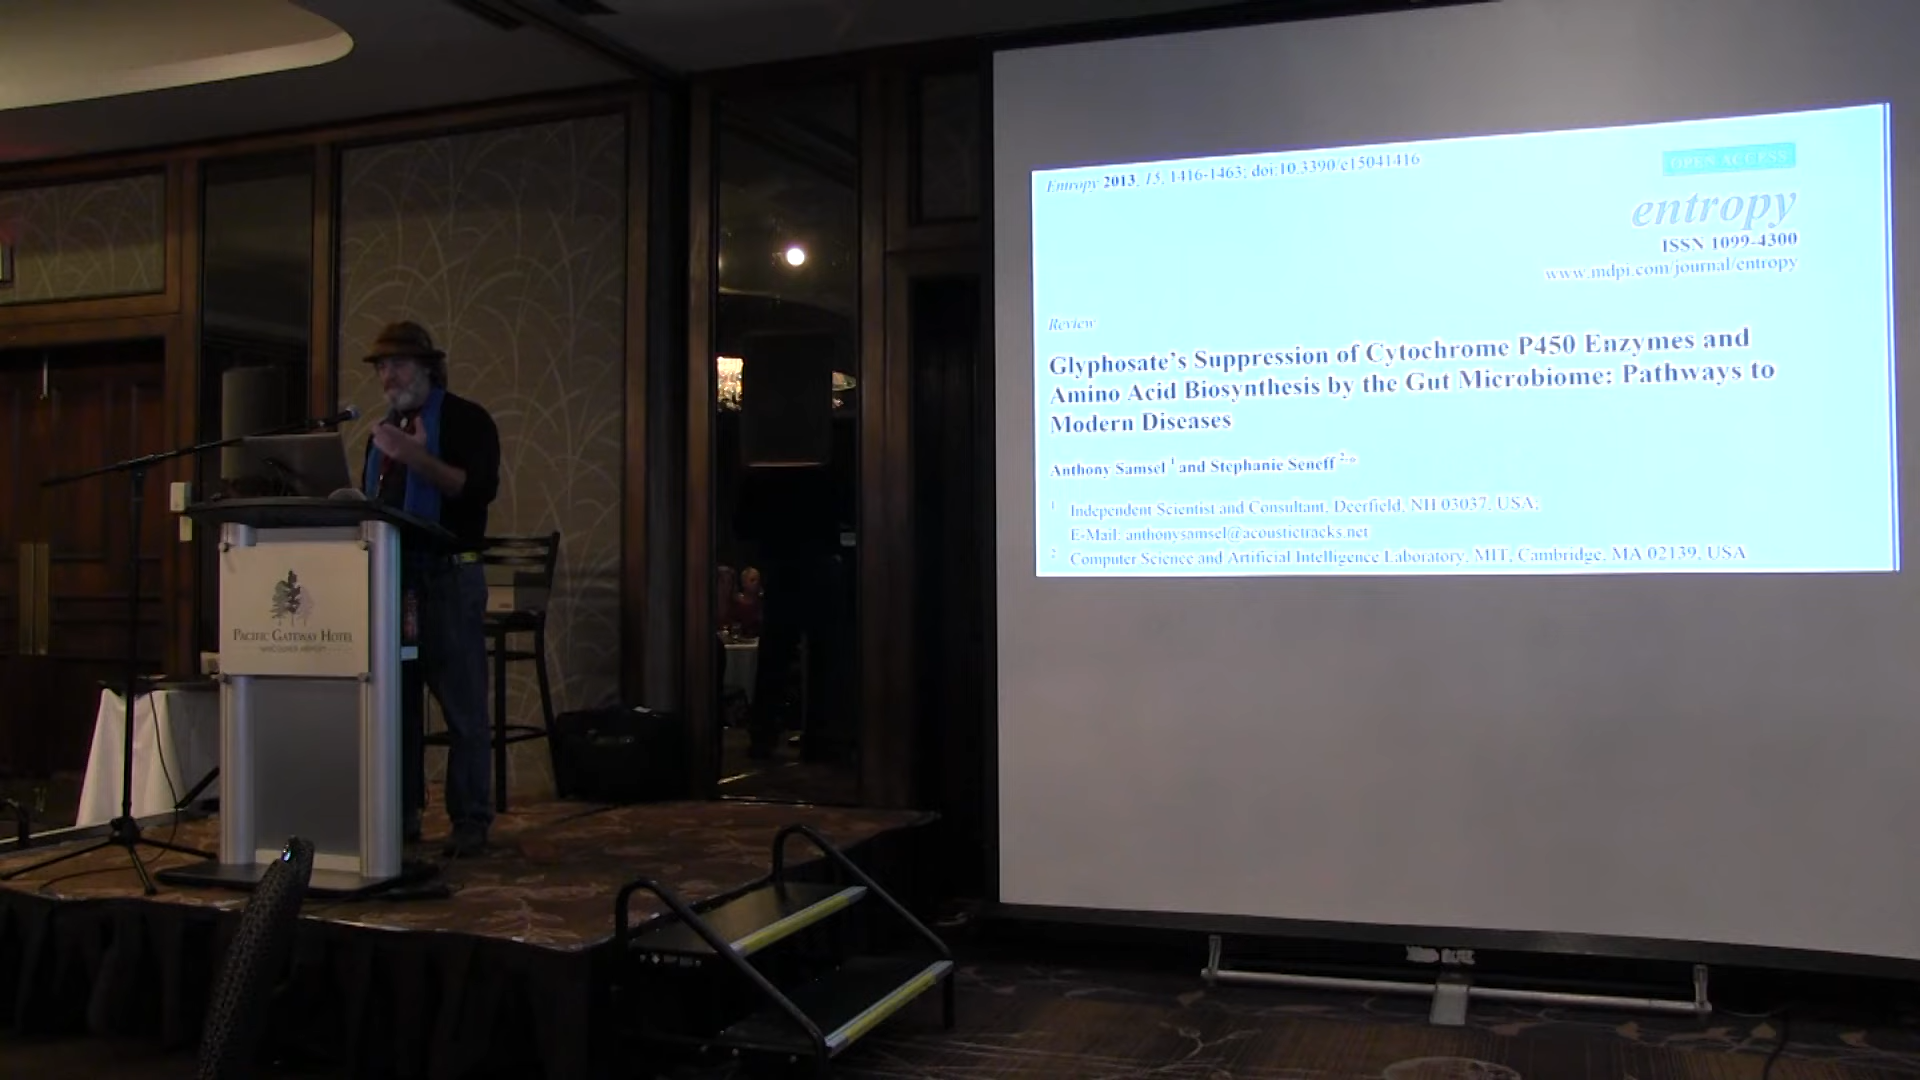 Entropy 2013, 15, 1416-1463; doi:10.3390/e15041416
OPEN ACCESS
entropy
ISSN 1099-4300
www.mdpi.com/journal/entropy
Review
Glyphosate's Suppression of Cytochrome P450 Enzymes and
Amino Acid Biosynthesis by the Gut Microbiome: Pathways to
Modern Diseases
Anthony Samsel 1 and Stephanie Seneff 2,*
1 Independent Scientist and Consultant, Deerfield, NH 03037, USA;
E-Mail: anthonysamsel@acoustictracks.net
2 Computer Science and Artificial Intelligence Laboratory, MIT, Cambridge, MA 02139, USA
PACIFIC GATEWAY HOTEL